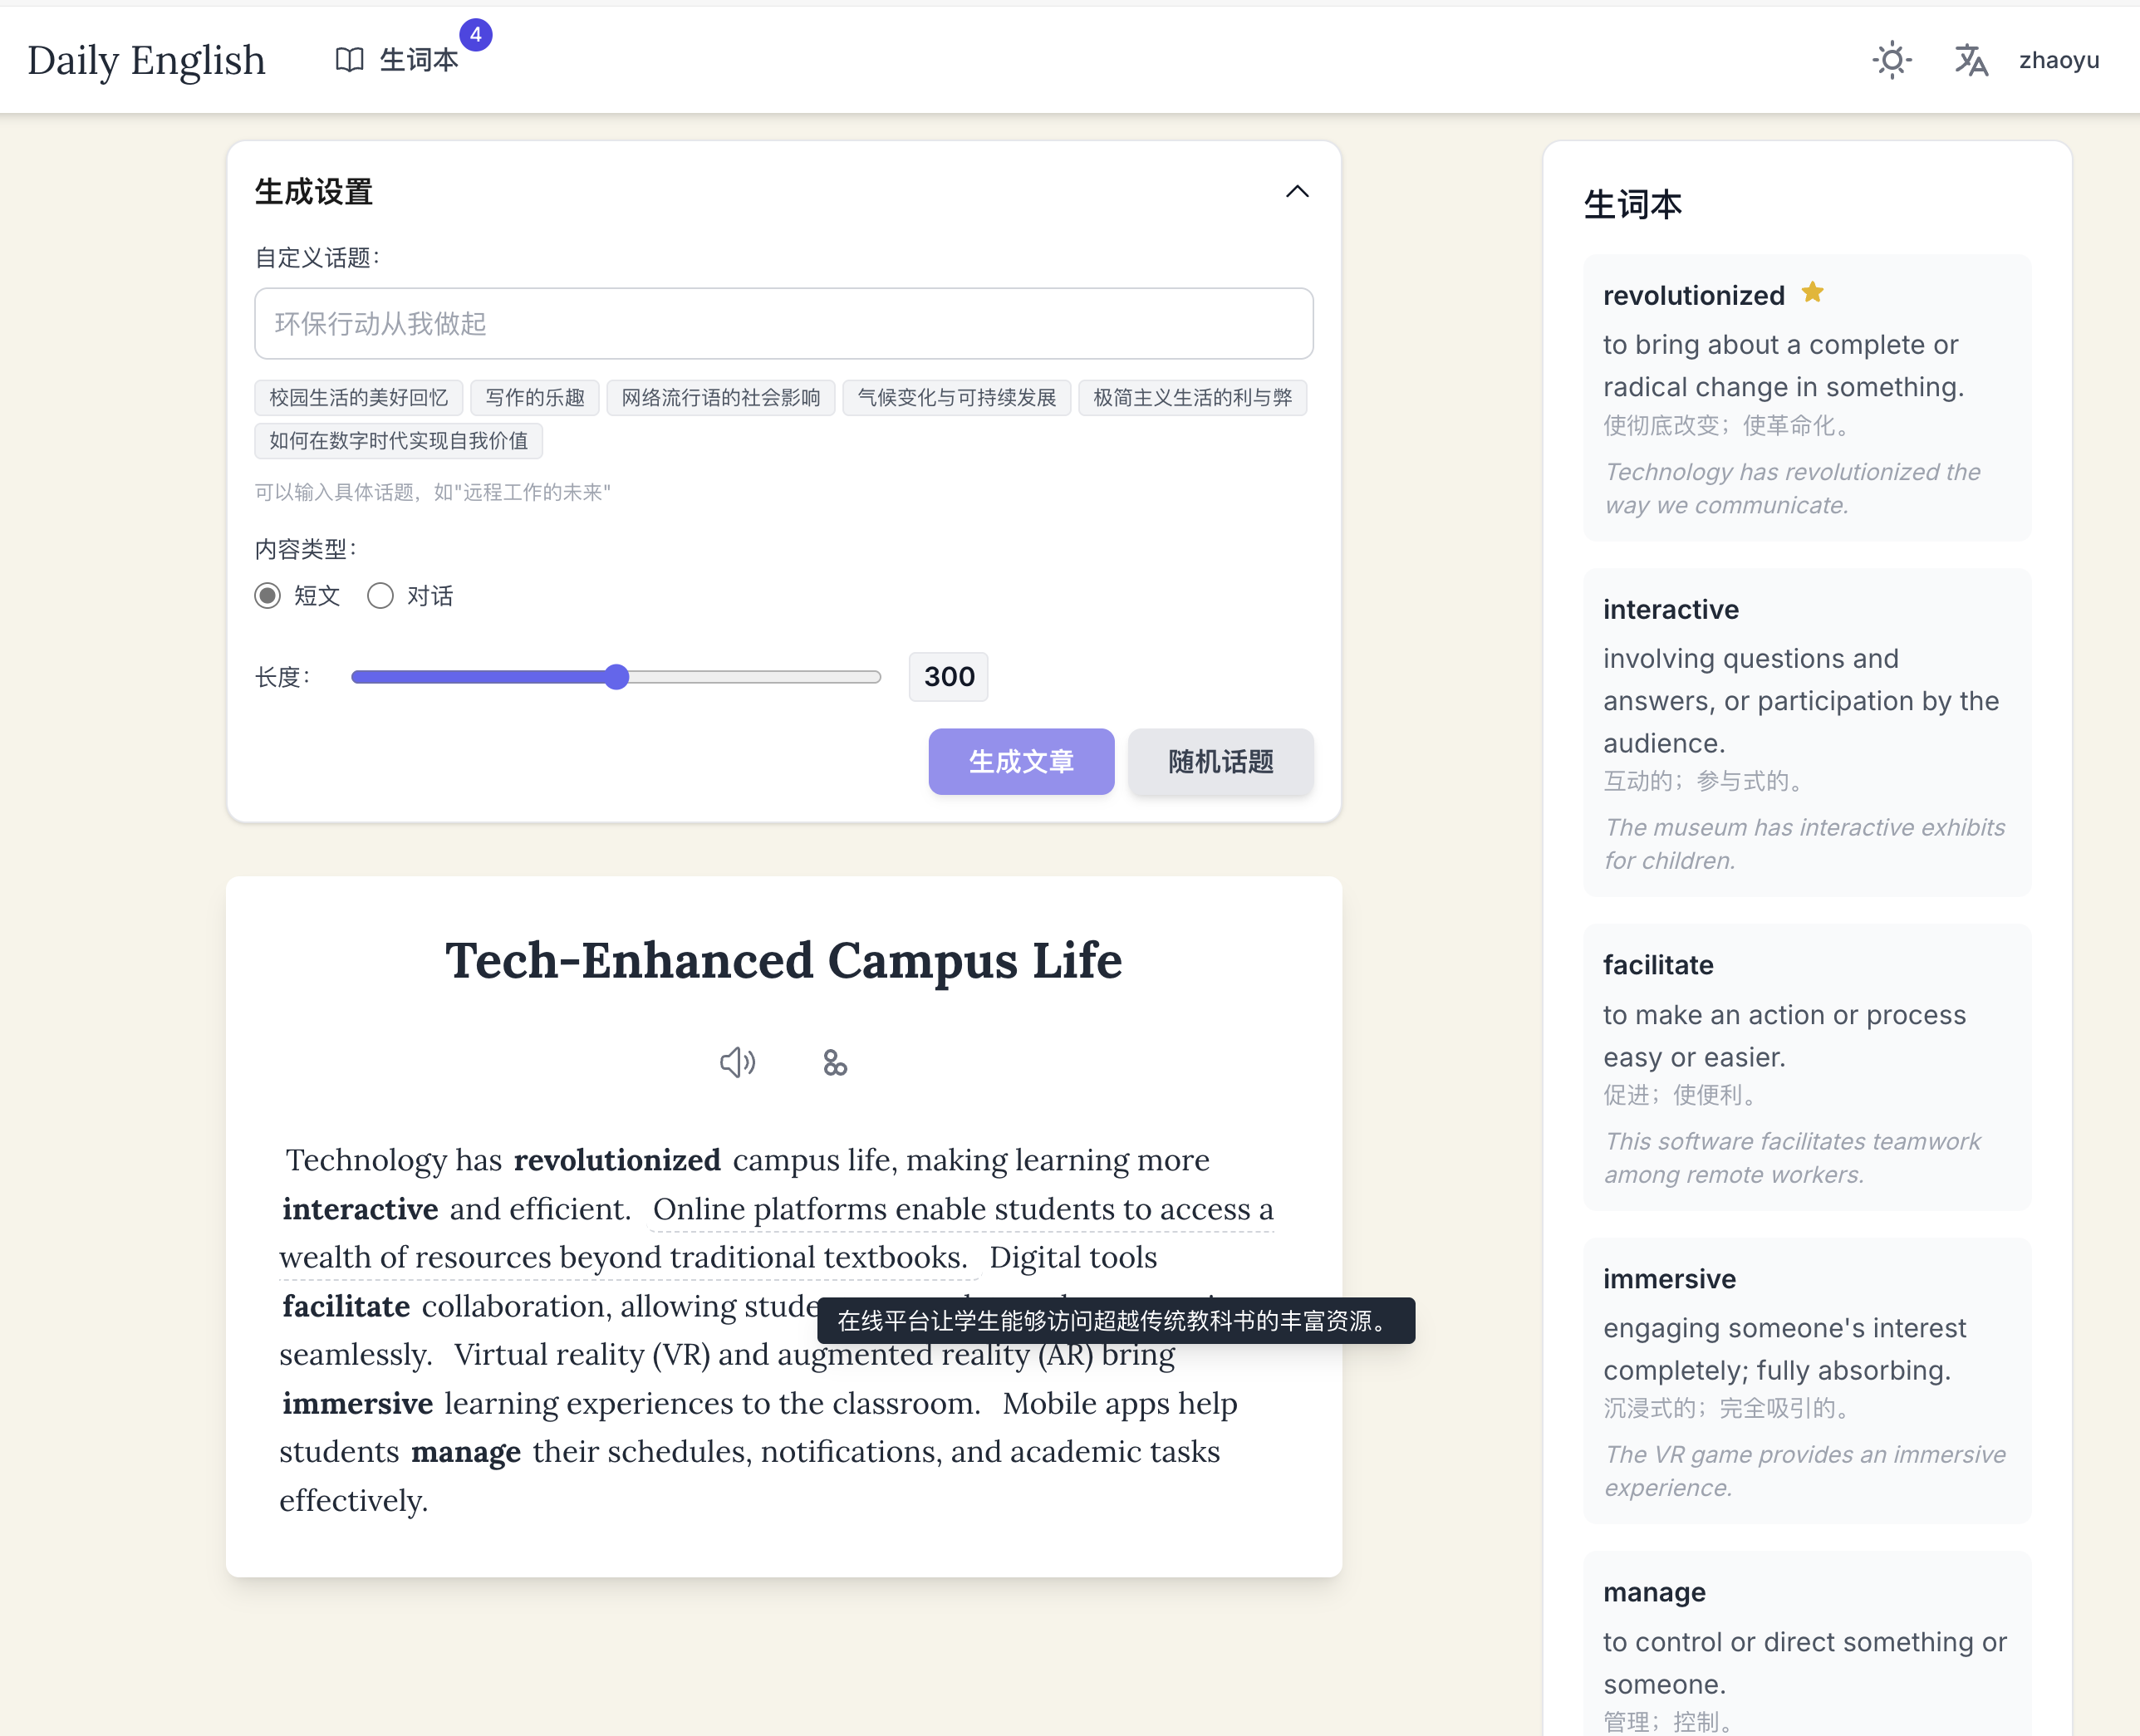 Daily English
生词本
4
zhaoyu
生成设置
自定义话题：
环保行动从我做起
校园生活的美好回忆
写作的乐趣
网络流行语的社会影响
气候变化与可持续发展
极简主义生活的利与弊
如何在数字时代实现自我价值
可以输入具体话题，如"远程工作的未来"
内容类型：
短文
对话
长度：
300
生成文章
随机话题
Tech-Enhanced Campus Life
Technology has revolutionized campus life, making learning more
interactive and efficient. Online platforms enable students to access a
wealth of resources beyond traditional textbooks. Digital tools
facilitate collaboration, allowing stude
在线平台让学生能够访问超越传统教科书的丰富资源。
seamlessly. Virtual reality (VR) and augmented reality (AR) bring
immersive learning experiences to the classroom. Mobile apps help
students manage their schedules, notifications, and academic tasks
effectively.
生词本
revolutionized
to bring about a complete or
radical change in something.
使彻底改变；使革命化。
Technology has revolutionized the
way we communicate.
interactive
involving questions and
answers, or participation by the
audience.
互动的；参与式的。
The museum has interactive exhibits
for children.
facilitate
to make an action or process
easy or easier.
促进；使便利。
This software facilitates teamwork
among remote workers.
immersive
engaging someone's interest
completely; fully absorbing.
沉浸式的；完全吸引的。
The VR game provides an immersive
experience.
manage
to control or direct something or
someone.
管理；控制。